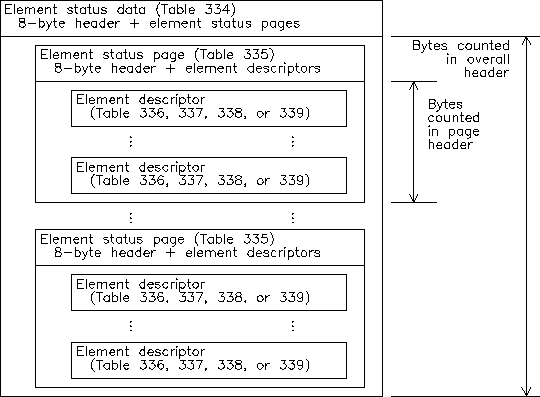 Element status data (Table 334)
8-byte header + element status pages
Bytes counted
in overall
header
Element status page (Table 335)
8-byte header + element descriptors
Element descriptor
(Table 336, 337, 338, or 339)
Bytes
counted
in page
header
Element descriptor
(Table 336, 337, 338, or 339)
Element status page (Table 335)
8-byte header + element descriptors
Element descriptor
(Table 336, 337, 338, or 339)
Element descriptor
(Table 336, 337, 338, or 339)